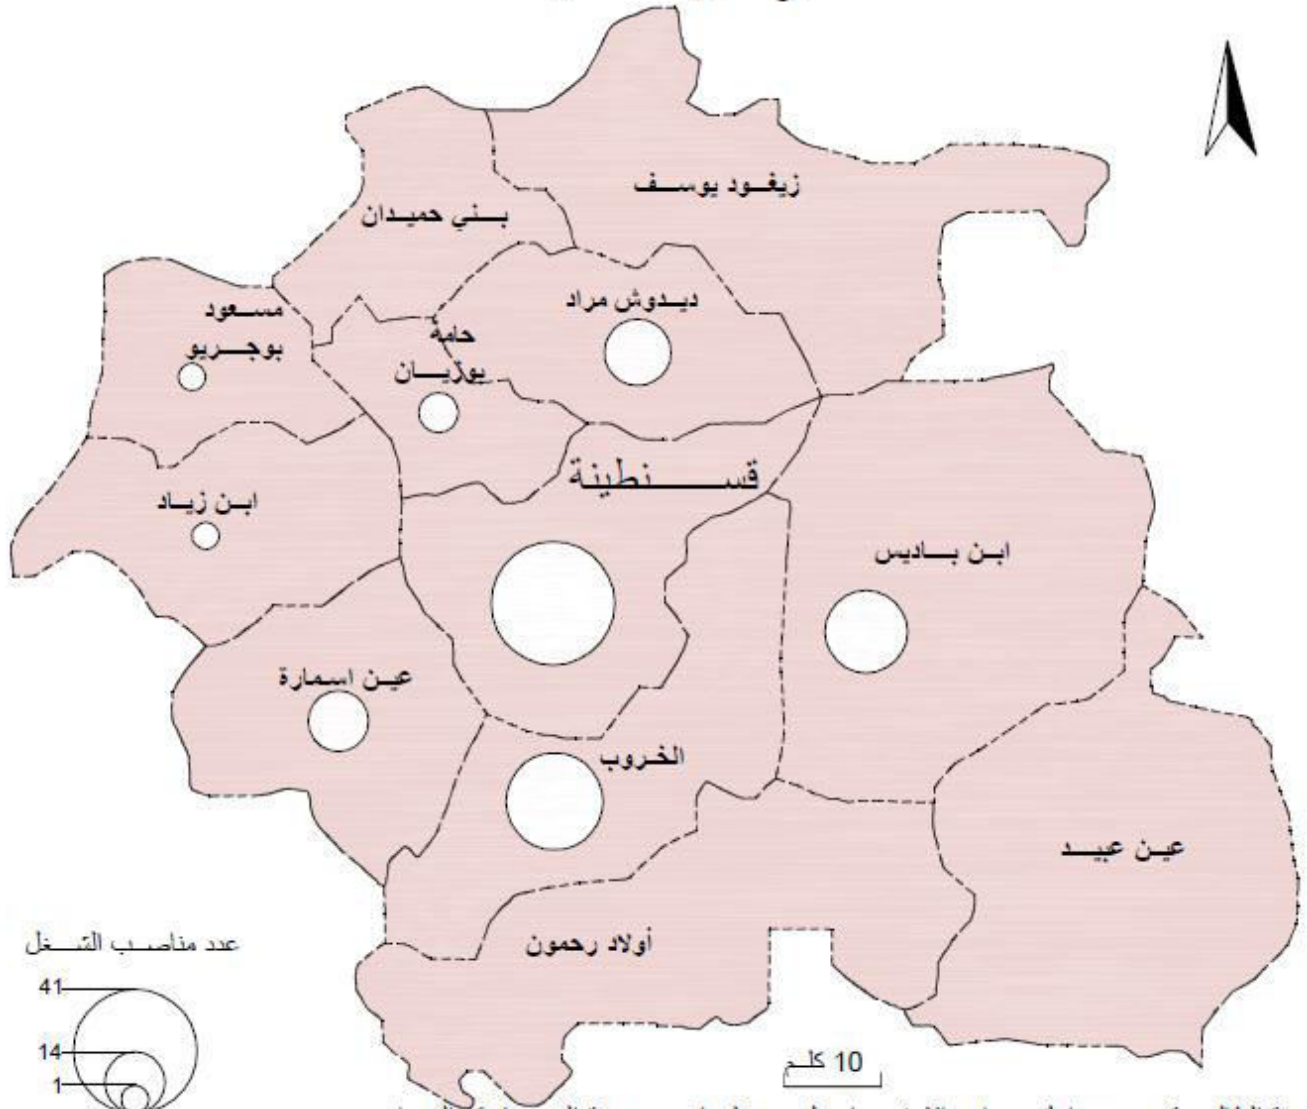 زيغود يوسف
بني حميدان
ديدوش مراد
مسعود
بوجريو
حامة
بوزيان
قسنطينة
ابن زياد
ابن باديس
عين اسمارة
الخروب
عين عبيد
أولاد رحمون
عدد مناصب الشغل
41
14
1
10 كلم